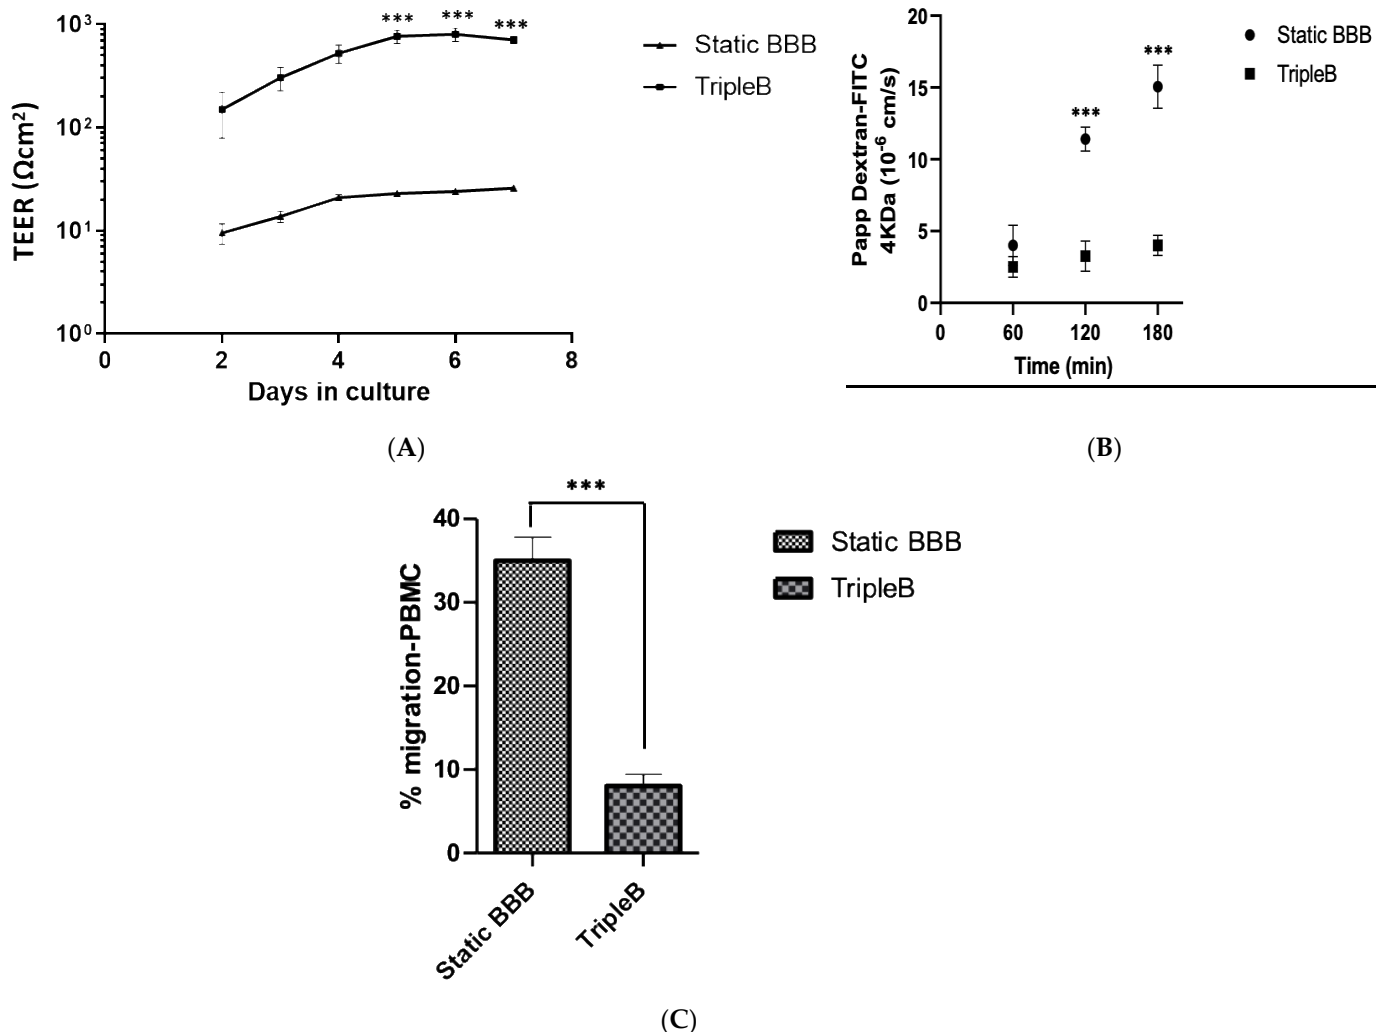 *** *** ***
10³
10²
10¹
10⁰
TEER (Ωcm²)
0 2 4 6 8
Days in culture
Static BBB
TripleB
(A)
20
15
10
5
0
Papp Dextran-FITC
4KDa (10⁻⁶ cm/s)
***
***
0 60 120 180
Time (min)
Static BBB
TripleB
(B)
***
40
30
20
10
0
% migration-PBMC
Static BBB
TripleB
Static BBB
TripleB
(C)